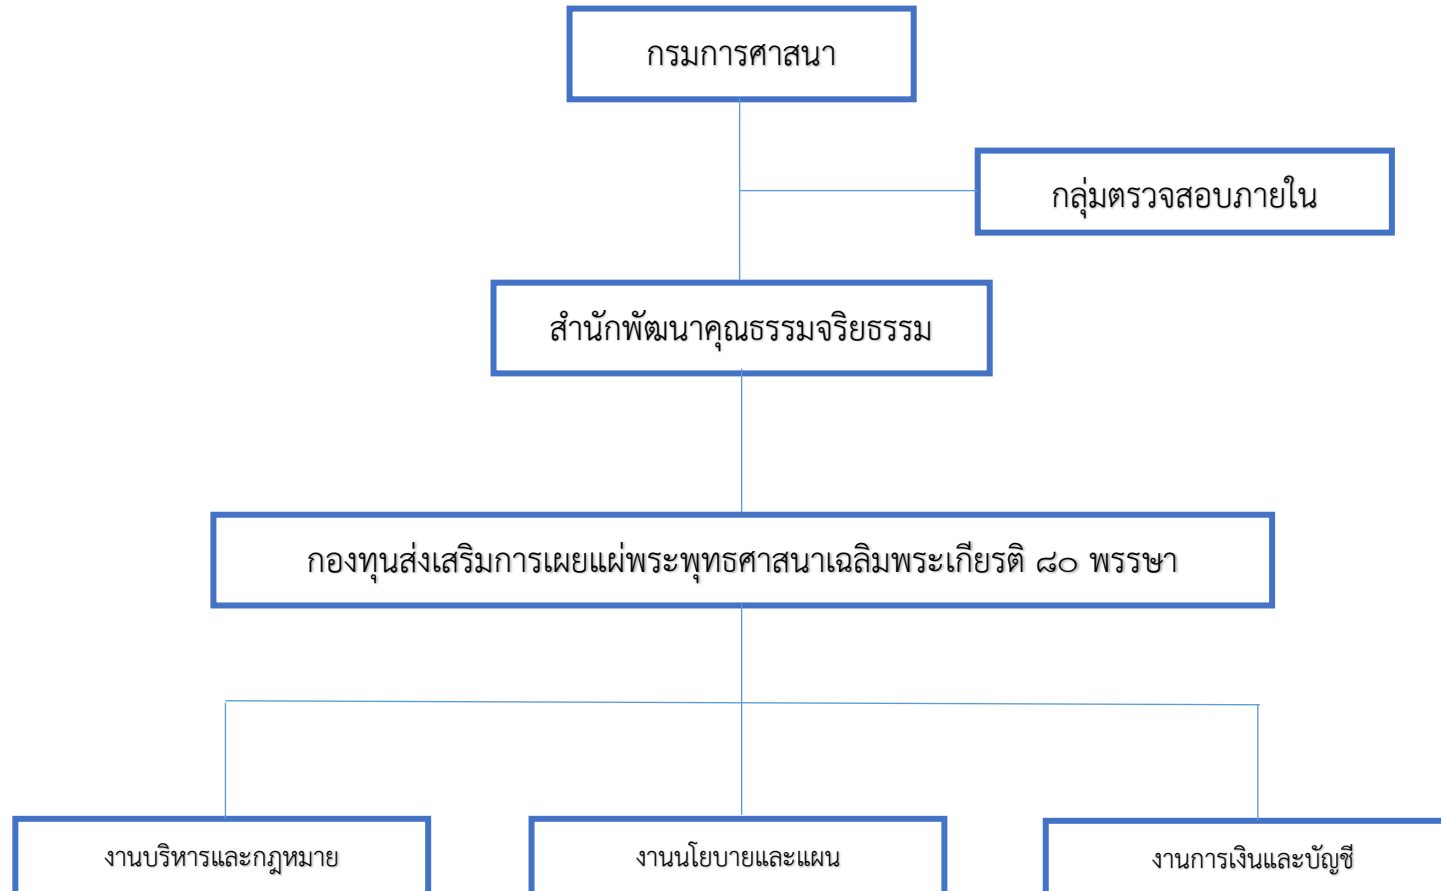 กรมการศาสนา
กลุ่มตรวจสอบภายใน
สำนักพัฒนาคุณธรรมจริยธรรม
กองทุนส่งเสริมการเผยแผ่พระพุทธศาสนาเฉลิมพระเกียรติ ๘๐ พรรษา
งานบริหารและกฎหมาย
งานนโยบายและแผน
งานการเงินและบัญชี